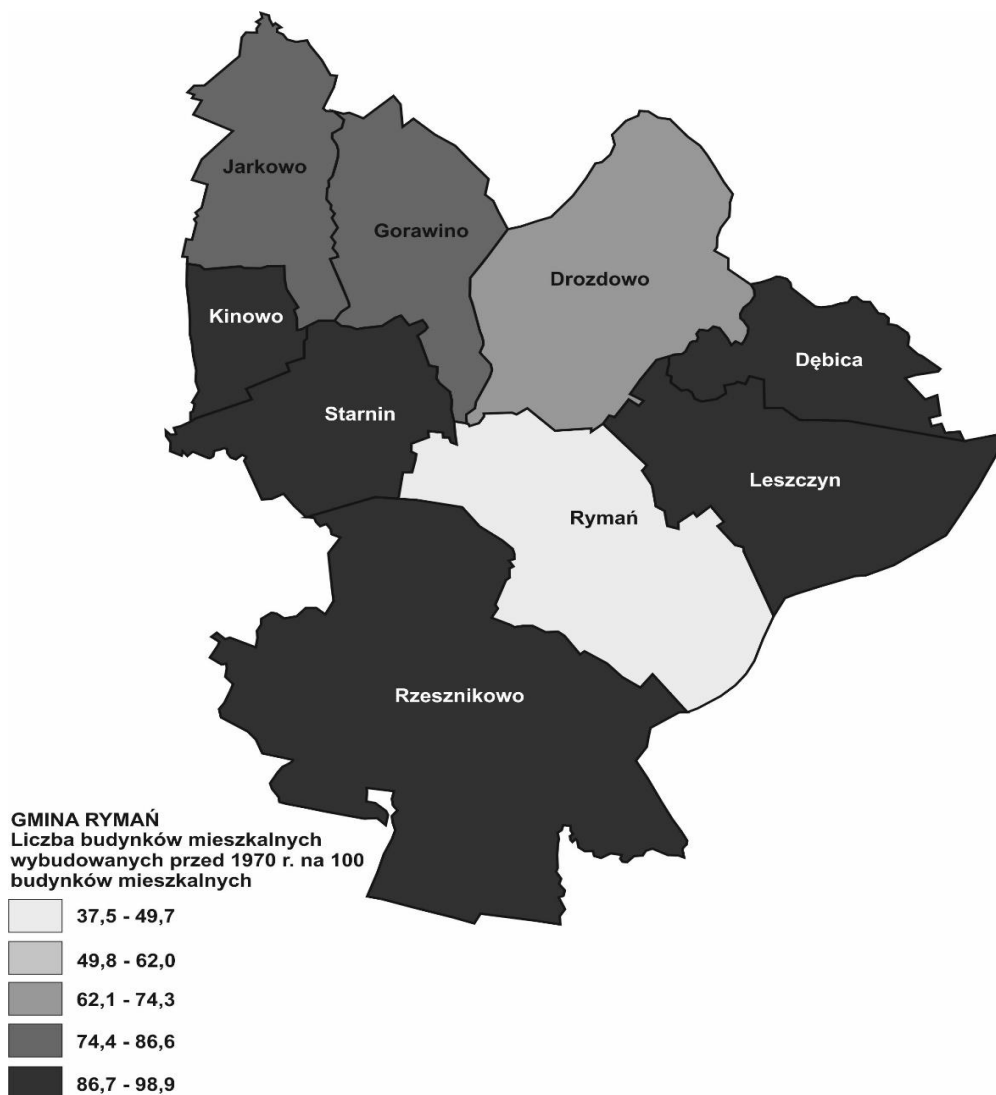 Jarkowo
Gorawino
Drozdowo
Kinowo
Dębica
Starnin
Leszczyn
Rymań
Rzesznikowo
GMINA RYMAŃ
Liczba budynków mieszkalnych
wybudowanych przed 1970 r. na 100
budynków mieszkalnych
37,5 - 49,7
49,8 - 62,0
62,1 - 74,3
74,4 - 86,6
86,7 - 98,9